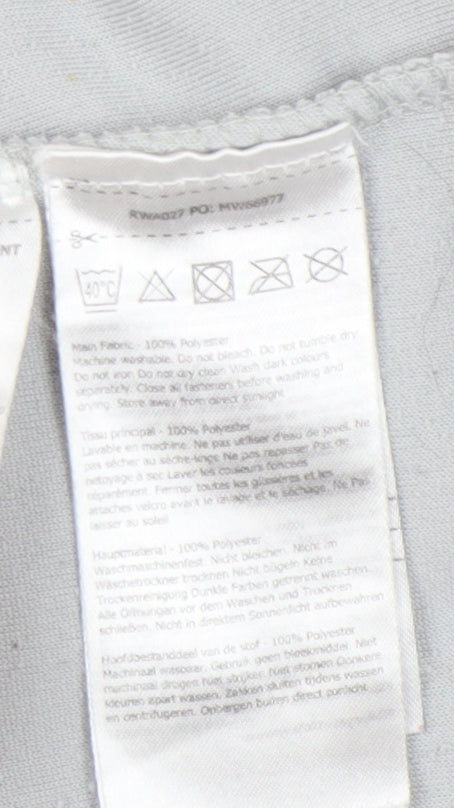 RWA027 PO: MW66977
NT
40°C
Main Fabric - 100% Polyester
Machine washable. Do not bleach. Do not tumble dry
Do not iron Do not dry clean Wash dark colours
separately. Close all fasteners before washing and
drying. Store away from direct sunlight
Tissu principal - 100% Polyester
Lavable en machine. Ne pas utiliser d'eau de javel. Ne
pas sécher au sèche-linge Ne pas repasser Pas de
nettoyage à sec Laver les couleurs foncées
séparément. Fermer toutes les glissières et les
attaches velcro avant le lavage et le séchage. Ne Pas
laisser au soleil
Hauptmaterial - 100% Polyester
Waschmaschinenfest. Nicht bleichen. Nicht im
Wäschetrockner trocknen Nicht bügeln Keine
Trockenreinigung Dunkle Farben getrennt waschen.
Alle Öffnungen vor dem Waschen und Trocknen
schließen. Nicht in direktem Sonnenlicht aufbewahren
Hoofdbestanddeel van de stof - 100% Polyester
Machinaal wasbaar. Gebruik geen bleekmiddel. Niet
machinaal drogen Niet strijken Niet stomen Donkere
kleuren apart wassen. Zakken sluiten tijdens wassen
en centrifugeren. Opbergen buiten direct